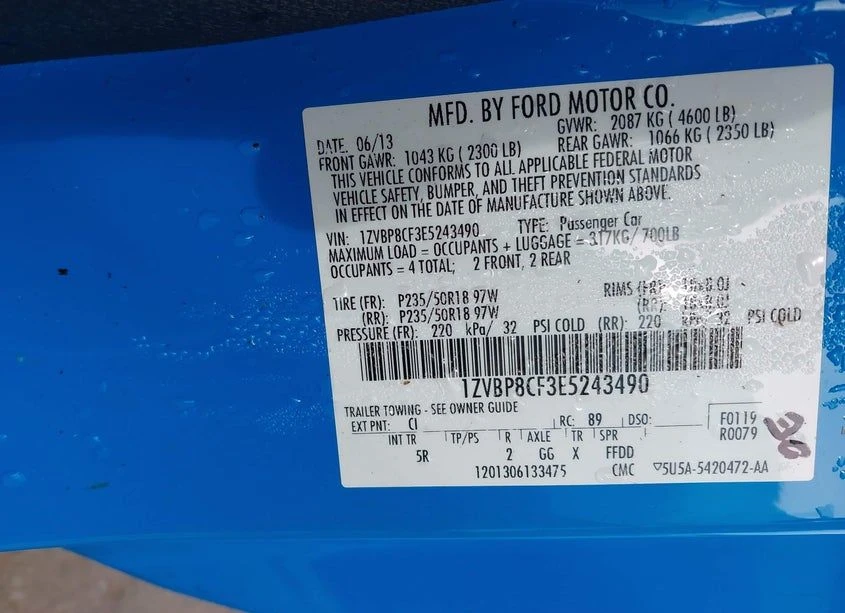 MFD. BY FORD MOTOR CO.
DATE. 06/13 GVWR: 2087 KG ( 4600 LB)
FRONT GAWR: 1043 KG ( 2300 LB) REAR GAWR: 1066 KG ( 2350 LB)
THIS VEHICLE CONFORMS TO ALL APPLICABLE FEDERAL MOTOR
VEHICLE SAFETY, BUMPER, AND THEFT PREVENTION STANDARDS
IN EFFECT ON THE DATE OF MANUFACTURE SHOWN ABOVE.
VIN: 1ZVBP8CF3E5243490 TYPE: Passenger Car
MAXIMUM LOAD = OCCUPANTS + LUGGAGE = 317KG/ 700LB
OCCUPANTS = 4 TOTAL; 2 FRONT, 2 REAR
TIRE (FR): P235/50R18 97W RIMS (FR):
(RR): P235/50R18 97W (RR):
PRESSURE (FR): 220 kPa/ 32 PSI COLD (RR): 220 32 PSI COLD
1ZVBP8CF3E5243490
TRAILER TOWING - SEE OWNER GUIDE
EXT PNT: CI RC: 89 DSO: F0119
INT TR TP/PS R AXLE TR SPR R0079
5R 2 GG X FFDD
1201306133475 CMC ▽5U5A-5420472-AA